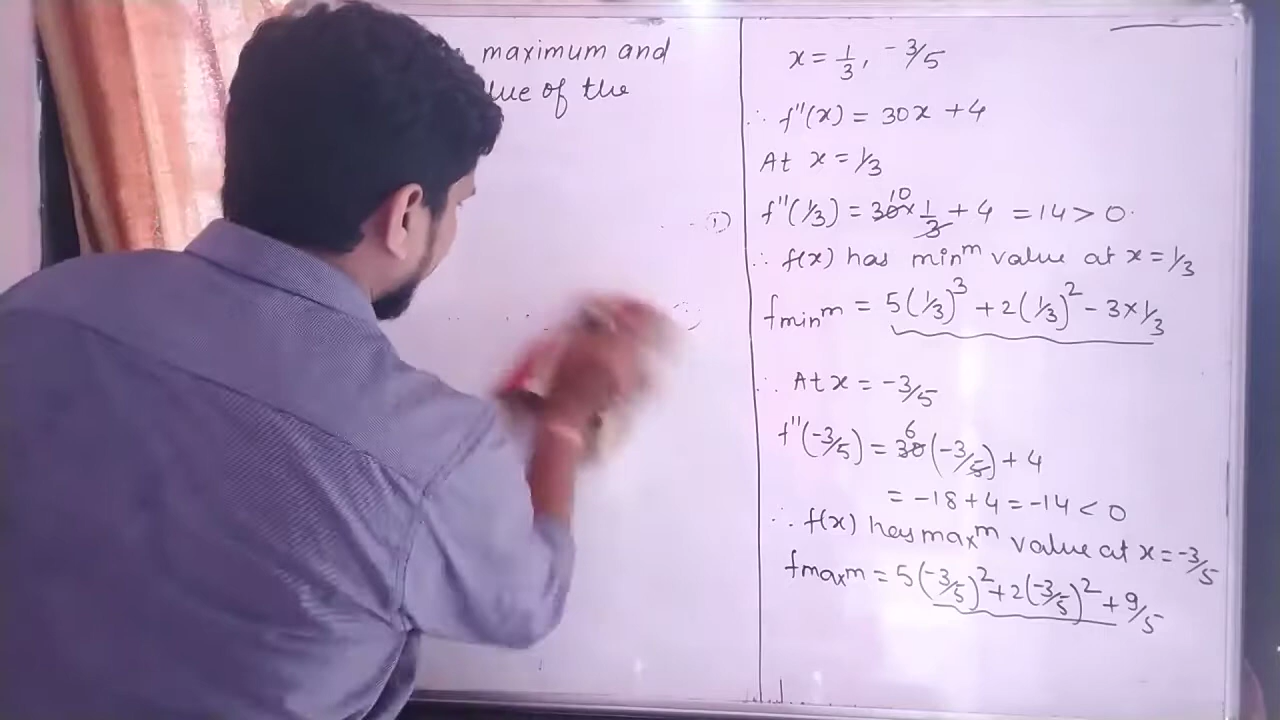 maximum and
lue of the
x = 1/3, -3/5
∴ f"(x) = 30x + 4
At x = 1/3
①
f"(1/3) = 30 10 × 1/3 + 4 = 14 > 0.
∴ f(x) has minᵐ value at x = 1/3
fminᵐ = 5(1/3)³ + 2(1/3)² - 3×1/3
∴ At x = -3/5
f"(-3/5) = 30 6 (-3/5) + 4
= -18 + 4 = -14 < 0
∴ f(x) has maxᵐ value at x = -3/5
fmaxm = 5(-3/5)² + 2(-3/5)² + 9/5